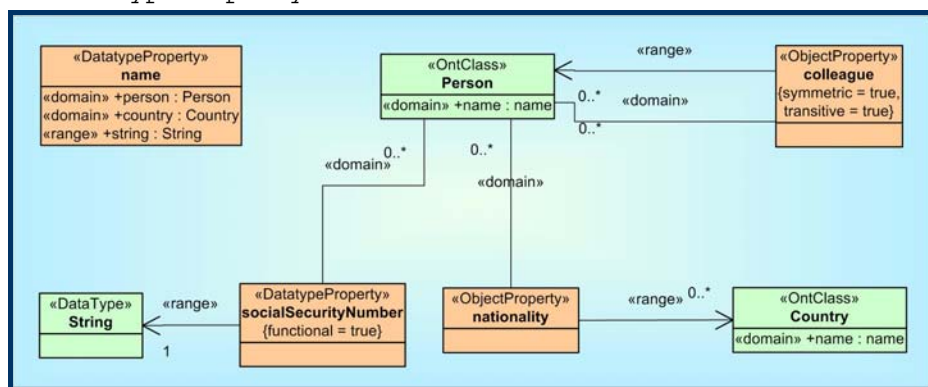 «DatatypeProperty»
name
«domain» +person : Person
«domain» +country : Country
«range» +string : String
«OntClass»
Person
«domain» +name : name
«range»
0..*
«domain»
0..*
«ObjectProperty»
colleague
{symmetric = true,
transitive = true}
0..*
«domain»
0..*
«domain»
«DataType»
String
«range»
1
«DatatypeProperty»
socialSecurityNumber
{functional = true}
«ObjectProperty»
nationality
«range»
0..*
«OntClass»
Country
«domain» +name : name